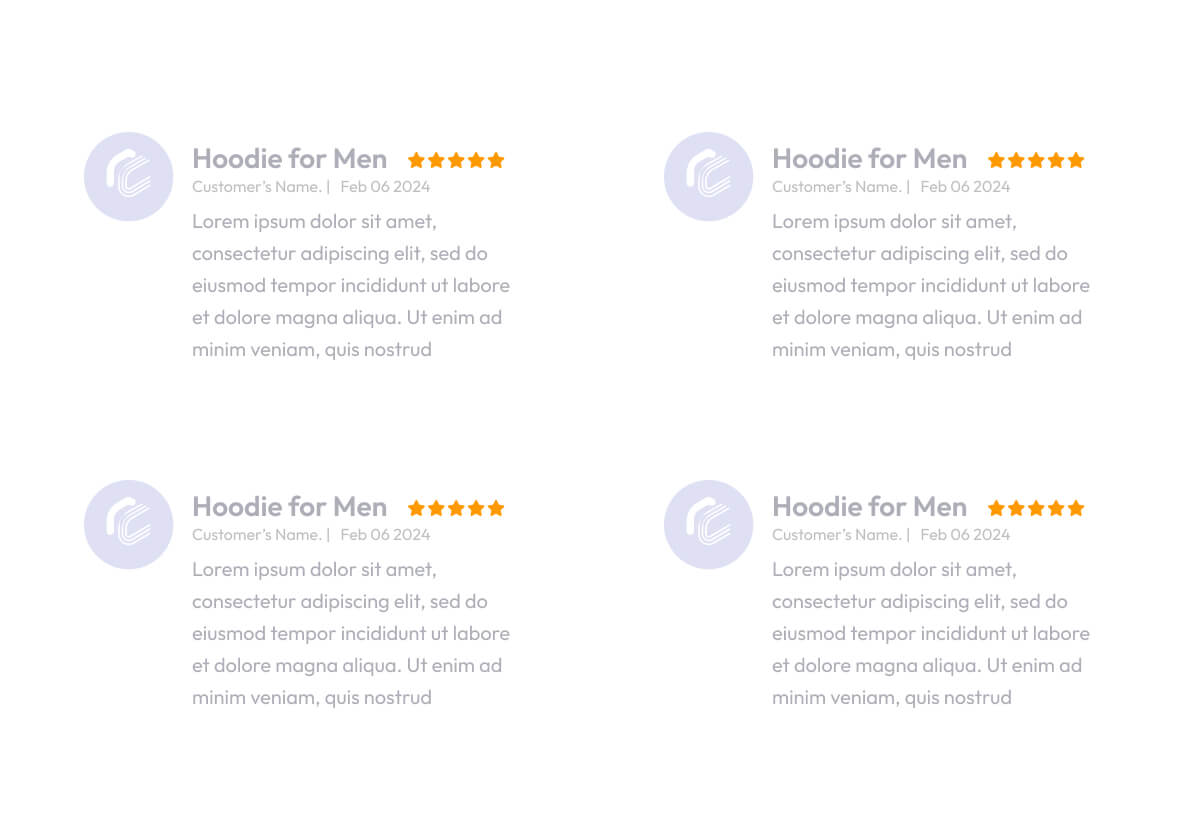 Hoodie for Men
Customer’s Name. | Feb 06 2024
Lorem ipsum dolor sit amet,
consectetur adipiscing elit, sed do
eiusmod tempor incididunt ut labore
et dolore magna aliqua. Ut enim ad
minim veniam, quis nostrud
Hoodie for Men
Customer’s Name. | Feb 06 2024
Lorem ipsum dolor sit amet,
consectetur adipiscing elit, sed do
eiusmod tempor incididunt ut labore
et dolore magna aliqua. Ut enim ad
minim veniam, quis nostrud
Hoodie for Men
Customer’s Name. | Feb 06 2024
Lorem ipsum dolor sit amet,
consectetur adipiscing elit, sed do
eiusmod tempor incididunt ut labore
et dolore magna aliqua. Ut enim ad
minim veniam, quis nostrud
Hoodie for Men
Customer’s Name. | Feb 06 2024
Lorem ipsum dolor sit amet,
consectetur adipiscing elit, sed do
eiusmod tempor incididunt ut labore
et dolore magna aliqua. Ut enim ad
minim veniam, quis nostrud